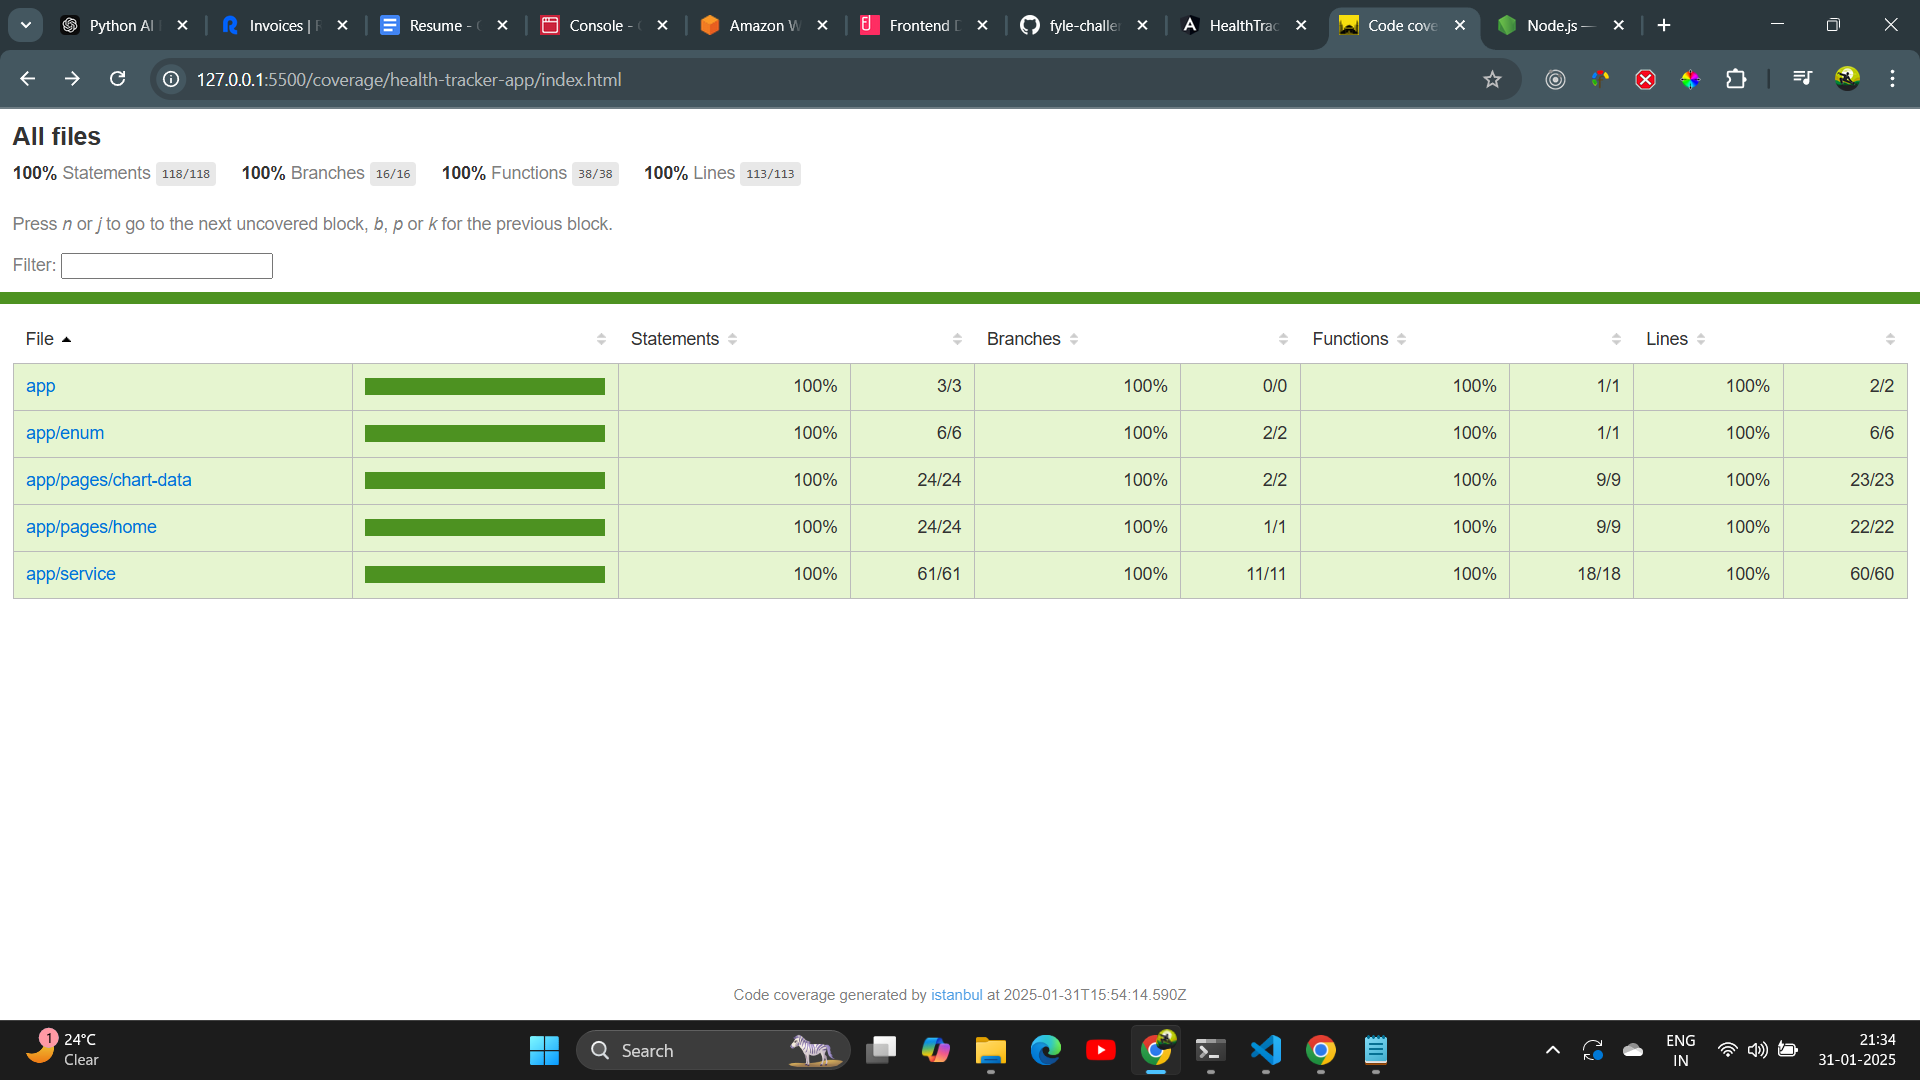 Python AI
Invoices |
Resume -
Console -
Amazon W
Frontend D
fyle-challer
HealthTrac
Code cove
Node.js —
127.0.0.1:5500/coverage/health-tracker-app/index.html
All files
100% Statements 118/118 100% Branches 16/16 100% Functions 38/38 100% Lines 113/113
Press n or j to go to the next uncovered block, b, p or k for the previous block.
Filter:
File Statements Branches Functions Lines
app 100% 3/3 100% 0/0 100% 1/1 100% 2/2
app/enum 100% 6/6 100% 2/2 100% 1/1 100% 6/6
app/pages/chart-data 100% 24/24 100% 2/2 100% 9/9 100% 23/23
app/pages/home 100% 24/24 100% 1/1 100% 9/9 100% 22/22
app/service 100% 61/61 100% 11/11 100% 18/18 100% 60/60
Code coverage generated by istanbul at 2025-01-31T15:54:14.590Z
1
24°C
Clear
Search
ENG
IN
21:34
31-01-2025